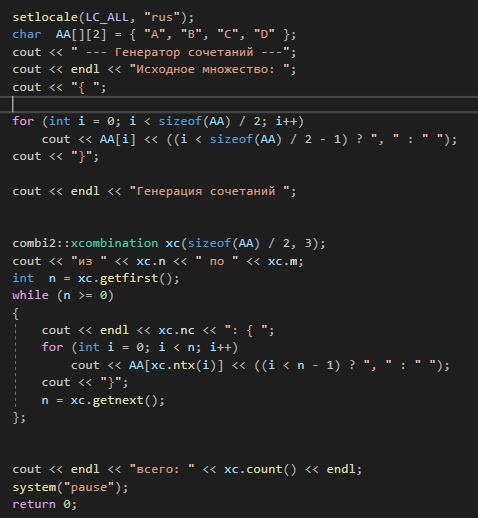 setlocale(LC_ALL, "rus");
char  AA[][2] = { "A", "B", "C", "D" };
cout << " --- Генератор сочетаний ---";
cout << endl << "Исходное множество: ";
cout << "{ ";
for (int i = 0; i < sizeof(AA) / 2; i++)
    cout << AA[i] << ((i < sizeof(AA) / 2 - 1) ? ", " : " ");
cout << "}";
cout << endl << "Генерация сочетаний ";
combi2::xcombination xc(sizeof(AA) / 2, 3);
cout << "из " << xc.n << " по " << xc.m;
int  n = xc.getfirst();
while (n >= 0)
{
    cout << endl << xc.nc << ": { ";
    for (int i = 0; i < n; i++)
        cout << AA[xc.ntx(i)] << ((i < n - 1) ? ", " : " ");
    cout << "}";
    n = xc.getnext();
};
cout << endl << "всего: " << xc.count() << endl;
system("pause");
return 0;